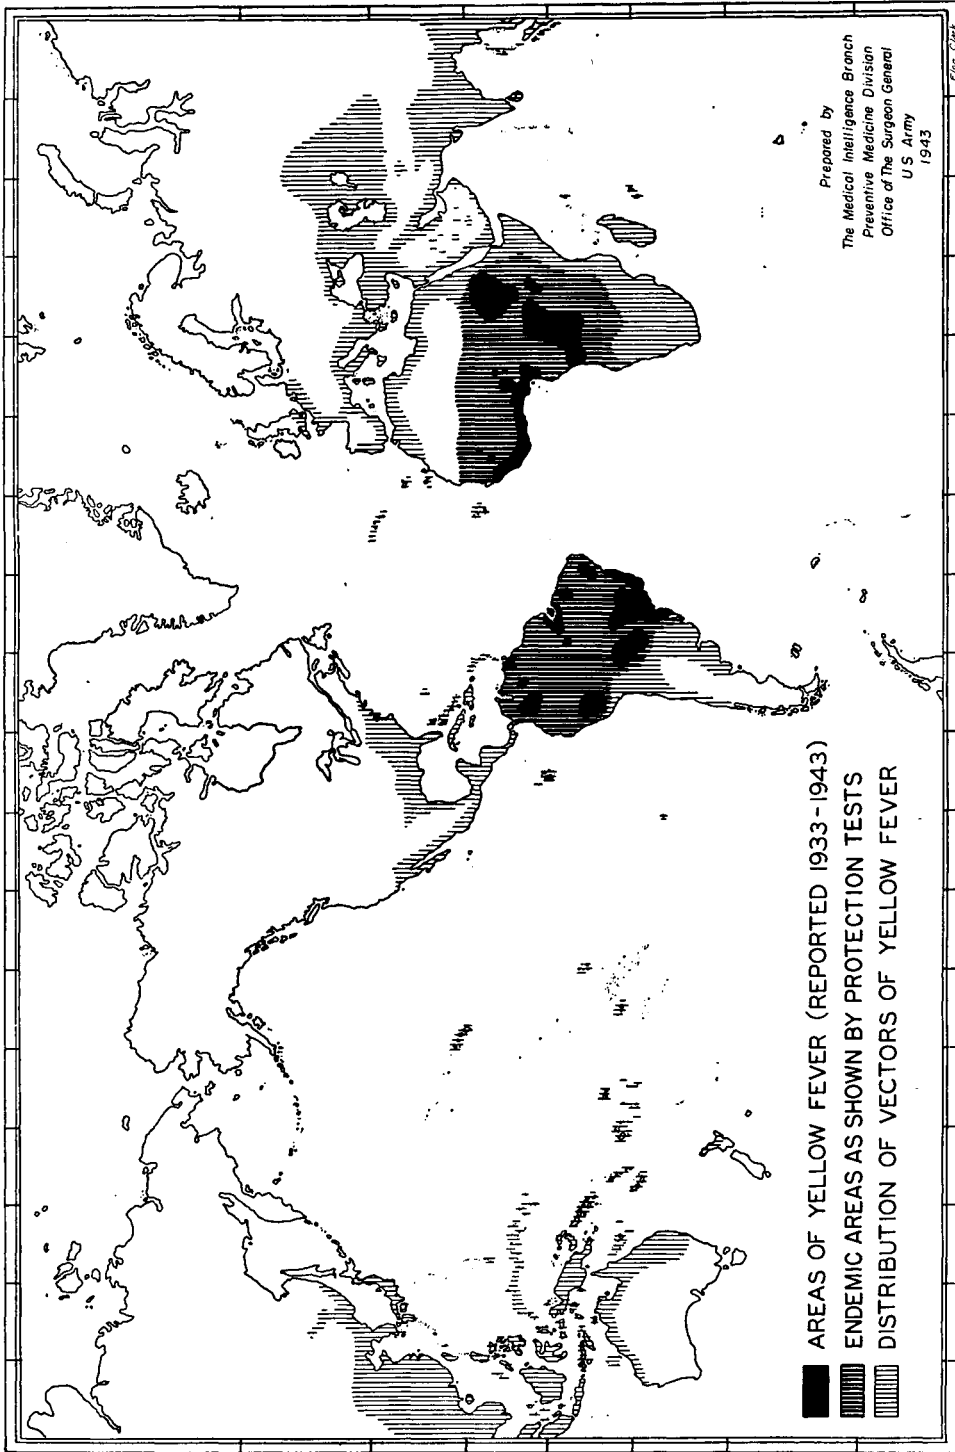 AREAS OF YELLOW FEVER (REPORTED 1933-1943)
ENDEMIC AREAS AS SHOWN BY PROTECTION TESTS
DISTRIBUTION OF VECTORS OF YELLOW FEVER
Prepared by
The Medical Intelligence Branch
Preventive Medicine Division
Office of The Surgeon General
US Army
1943